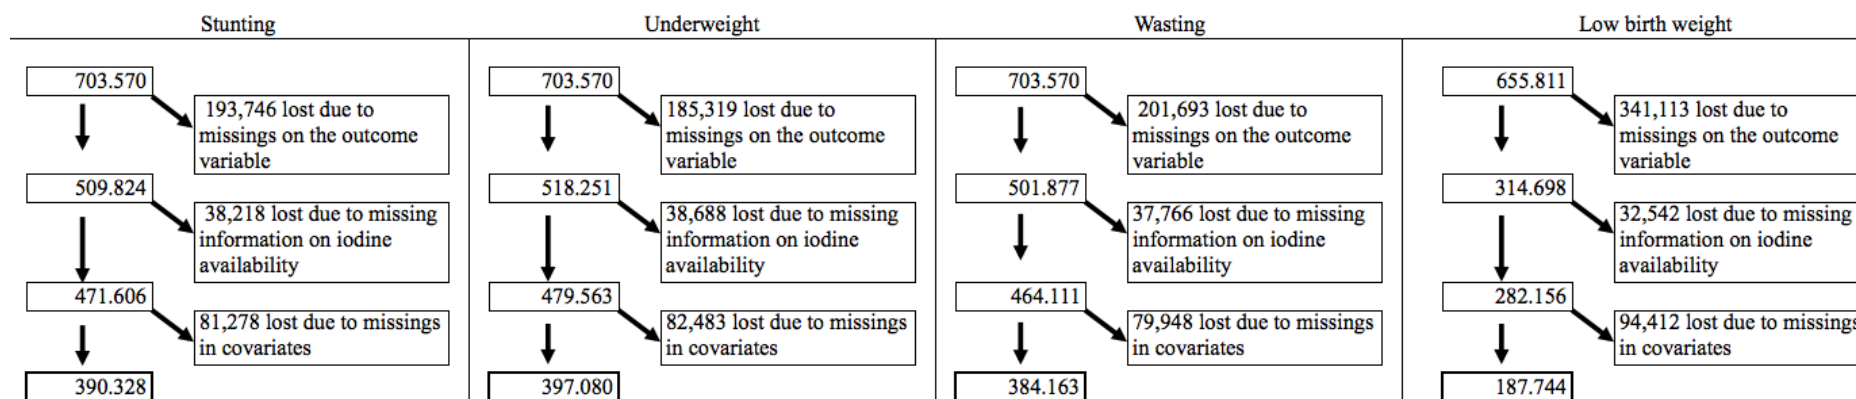 Stunting
703.570
193,746 lost due to
missings on the outcome
variable
509.824
38,218 lost due to missing
information on iodine
availability
471.606
81,278 lost due to missings
in covariates
390.328
Underweight
703.570
185,319 lost due to
missings on the outcome
variable
518.251
38,688 lost due to missing
information on iodine
availability
479.563
82,483 lost due to missings
in covariates
397.080
Wasting
703.570
201,693 lost due to
missings on the outcome
variable
501.877
37,766 lost due to missing
information on iodine
availability
464.111
79,948 lost due to missings
in covariates
384.163
Low birth weight
655.811
341,113 lost due to
missings on the outcome
variable
314.698
32,542 lost due to missing
information on iodine
availability
282.156
94,412 lost due to missings
in covariates
187.744